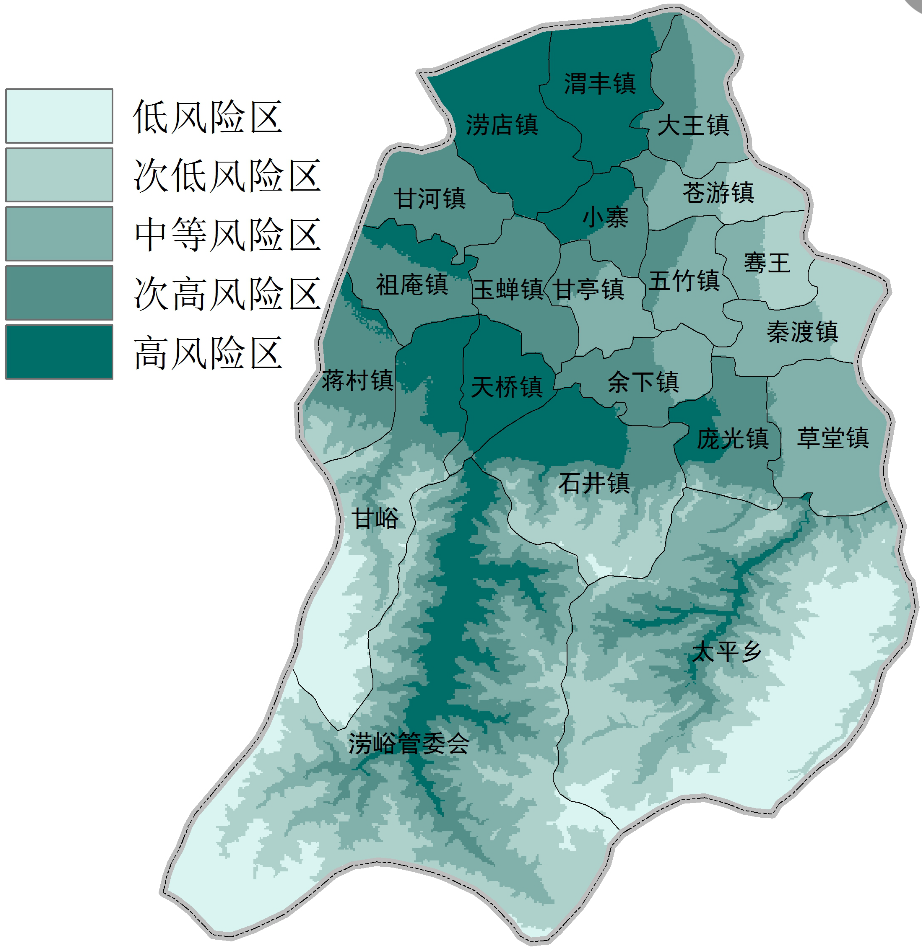 低风险区
次低风险区
中等风险区
次高风险区
高风险区
渭丰镇
涝店镇
大王镇
甘河镇
苍游镇
小寨
骞王
祖庵镇
玉蝉镇
甘亭镇
五竹镇
秦渡镇
蒋村镇
天桥镇
余下镇
庞光镇
草堂镇
石井镇
甘峪
太平乡
涝峪管委会